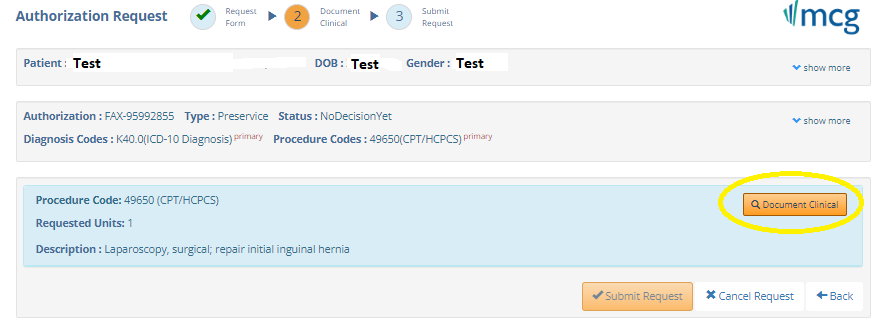 Authorization Request
Request Form
2 Document Clinical
3 Submit Request
mcg
Patient : Test DOB : Test Gender : Test show more
Authorization : FAX-95992855 Type : Preservice Status : NoDecisionYet show more
Diagnosis Codes : K40.0(ICD-10 Diagnosis) primary Procedure Codes : 49650(CPT/HCPCS) primary
Procedure Code: 49650 (CPT/HCPCS) Document Clinical
Requested Units: 1
Description : Laparoscopy, surgical; repair initial inguinal hernia
Submit Request Cancel Request Back